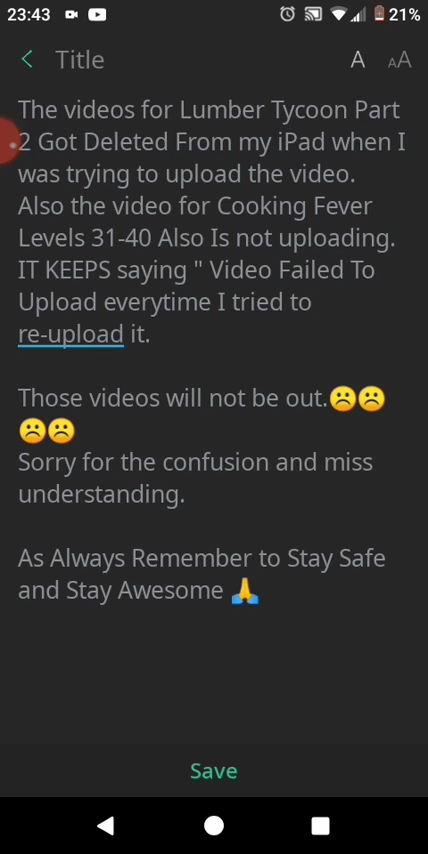 23:43 21%
Title A AA
The videos for Lumber Tycoon Part
2 Got Deleted From my iPad when I
was trying to upload the video.
Also the video for Cooking Fever
Levels 31-40 Also Is not uploading.
IT KEEPS saying " Video Failed To
Upload everytime I tried to
re-upload it.
Those videos will not be out.☹️☹️
☹️☹️
Sorry for the confusion and miss
understanding.
As Always Remember to Stay Safe
and Stay Awesome 🙏
Save